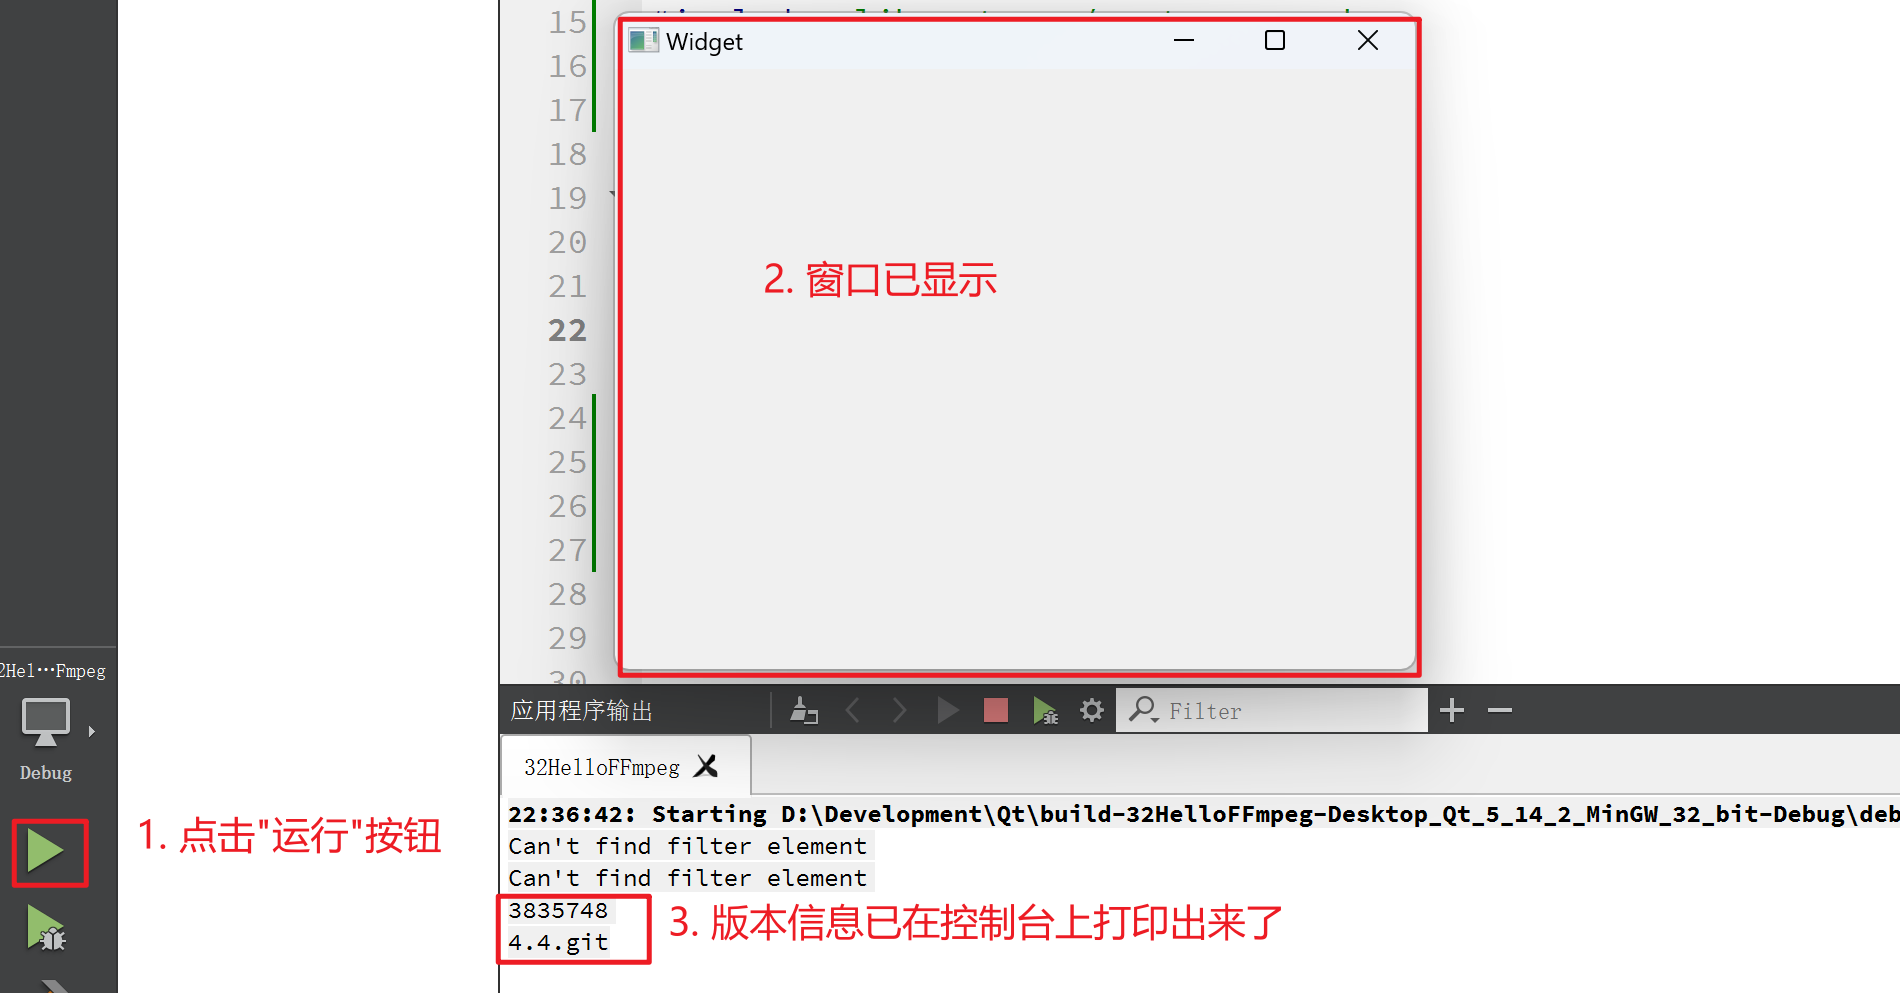 15
16
17
18
19
20
21
22
23
24
25
26
27
28
29
30
Widget
2. 窗口已显示
2Hel···Fmpeg
Debug
1. 点击"运行"按钮
应用程序输出
Filter
32HelloFFmpeg
22:36:42: Starting D:\Development\Qt\build-32HelloFFmpeg-Desktop_Qt_5_14_2_MinGW_32_bit-Debug\deb
Can't find filter element
Can't find filter element
3835748
4.4.git
3. 版本信息已在控制台上打印出来了